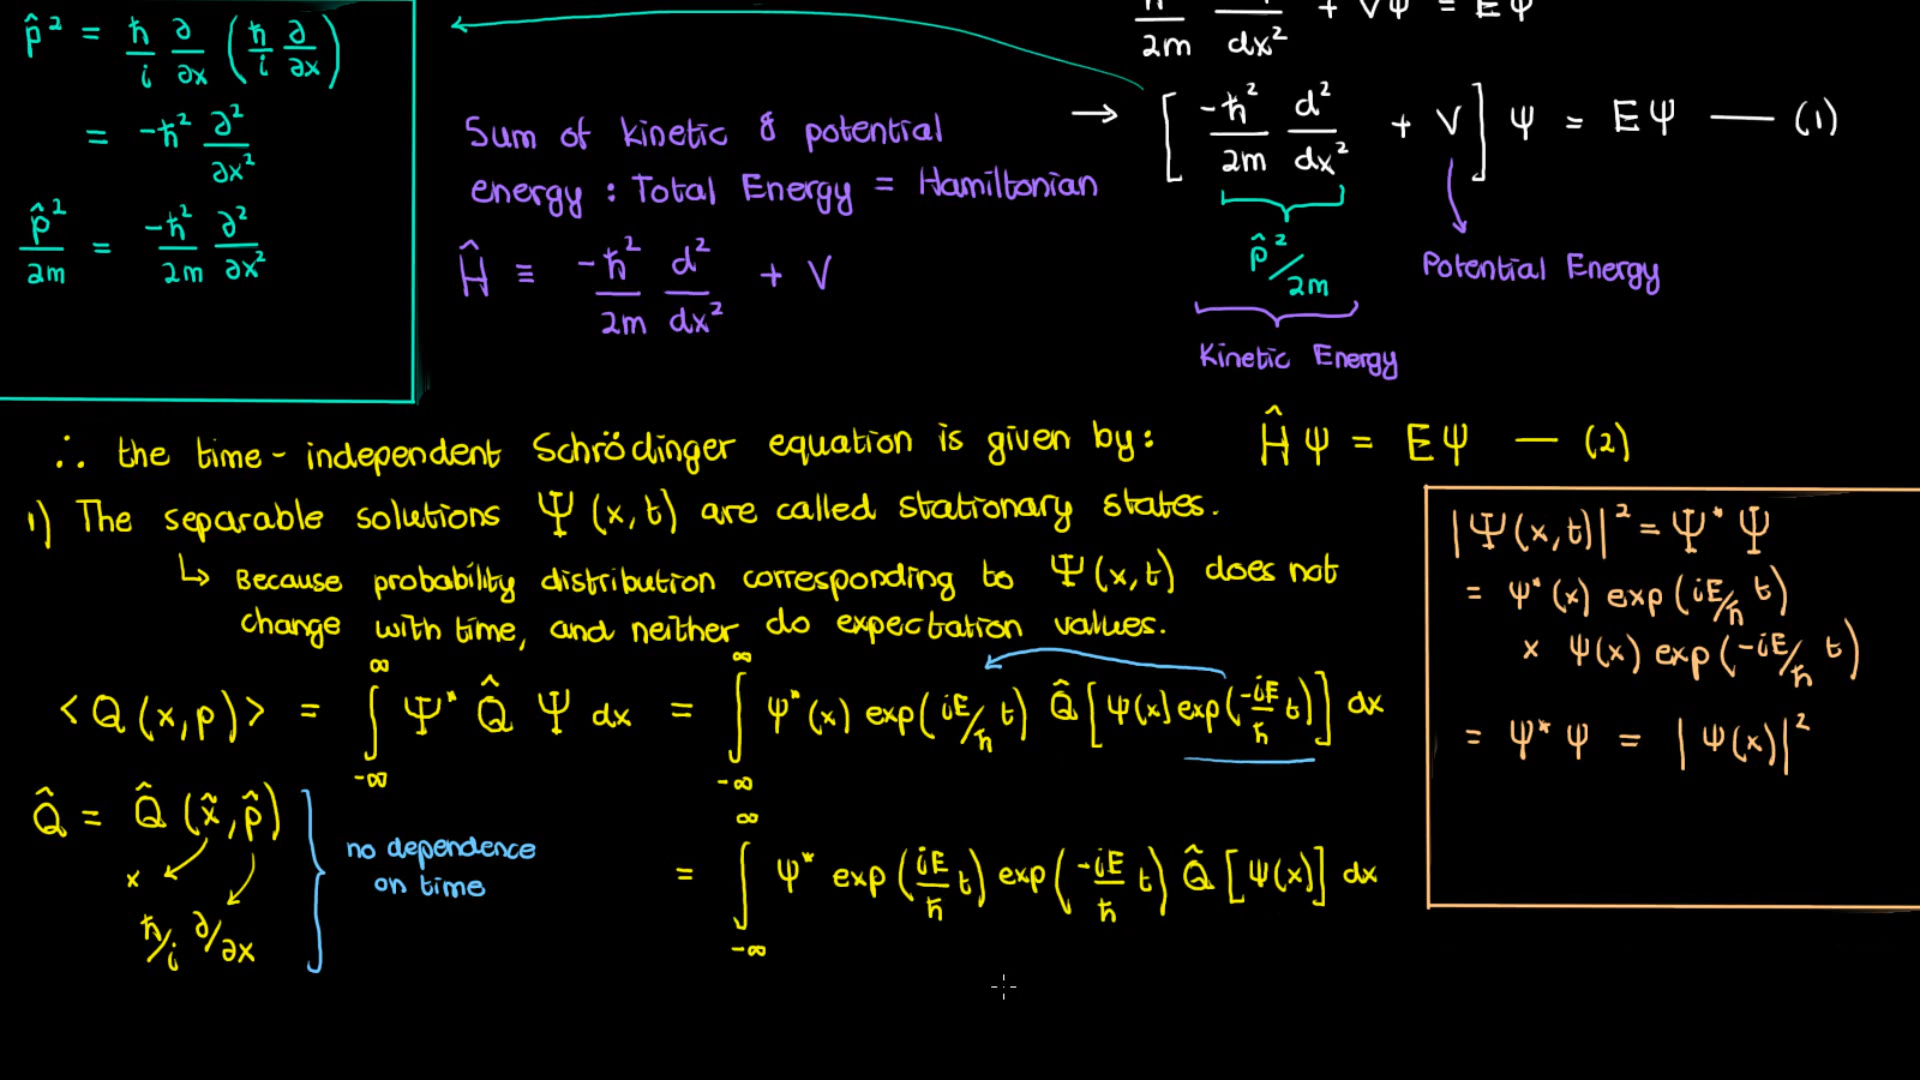 p̂² = ħ/i ∂/∂x (ħ/i ∂/∂x)
= -ħ² ∂²/∂x²
p̂²/2m = -ħ²/2m ∂²/∂x²
2m dx² + Vψ = Eψ
→ [-ħ²/2m d²/dx² + V] ψ = Eψ — (1)
p̂²/2m
Kinetic Energy
Potential Energy
Sum of kinetic & potential
energy : Total Energy = Hamiltonian
Ĥ ≡ -ħ²/2m d²/dx² + V
∴ the time-independent Schrödinger equation is given by: Ĥψ = Eψ — (2)
1) The separable solutions Ψ(x,t) are called stationary states.
↳ Because probability distribution corresponding to Ψ(x,t) does not
change with time, and neither do expectation values.
<Q(x,p)> = ∫_{-∞}^{∞} Ψ* Q̂ Ψ dx = ∫_{-∞}^{∞} ψ*(x) exp(iE/ħ t) Q̂ [ψ(x) exp(-iE/ħ t)] dx
Q̂ = Q̂(x̂,p̂)
x
ħ/i ∂/∂x
no dependence
on time
= ∫_{-∞}^{∞} ψ* exp(iE/ħ t) exp(-iE/ħ t) Q̂ [ψ(x)] dx
|Ψ(x,t)|² = Ψ* Ψ
= ψ*(x) exp(iE/ħ t)
× ψ(x) exp(-iE/ħ t)
= ψ* ψ = |ψ(x)|²